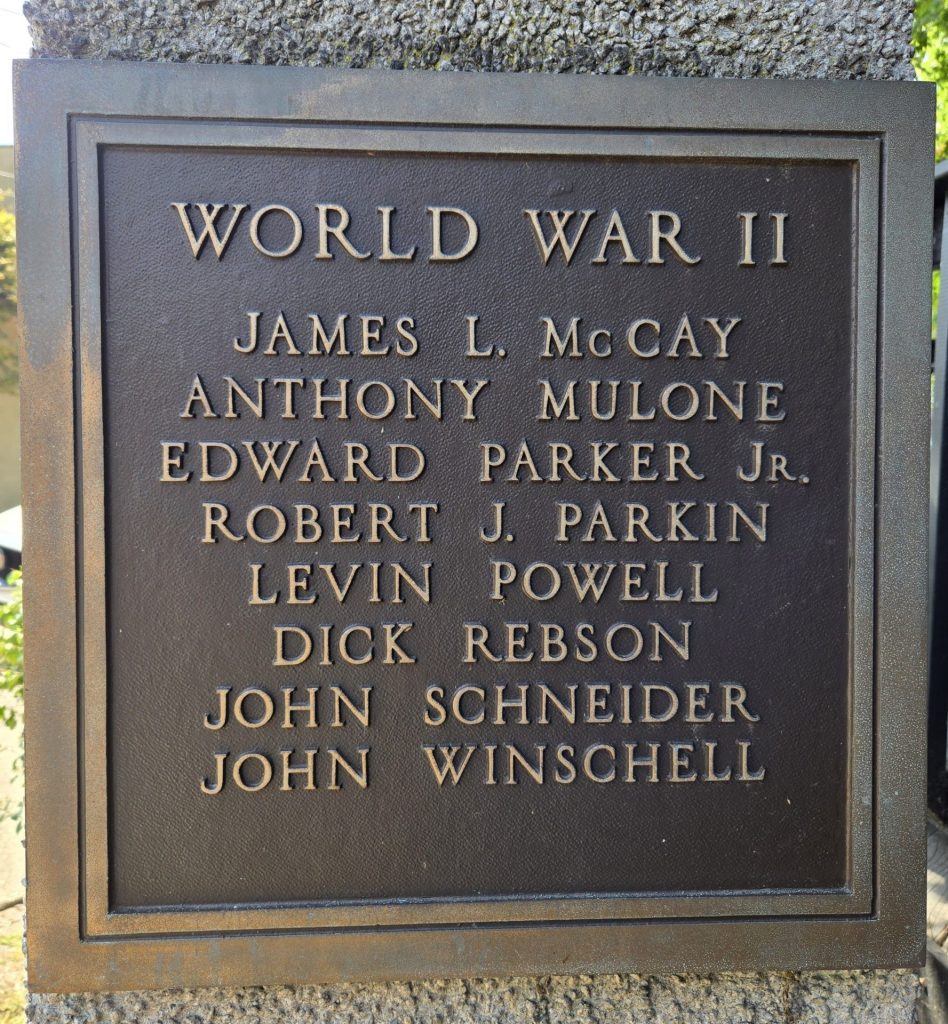 WORLD WAR II
JAMES L. McCAY
ANTHONY MULONE
EDWARD PARKER JR.
ROBERT J. PARKIN
LEVIN POWELL
DICK REBSON
JOHN SCHNEIDER
JOHN WINSCHELL